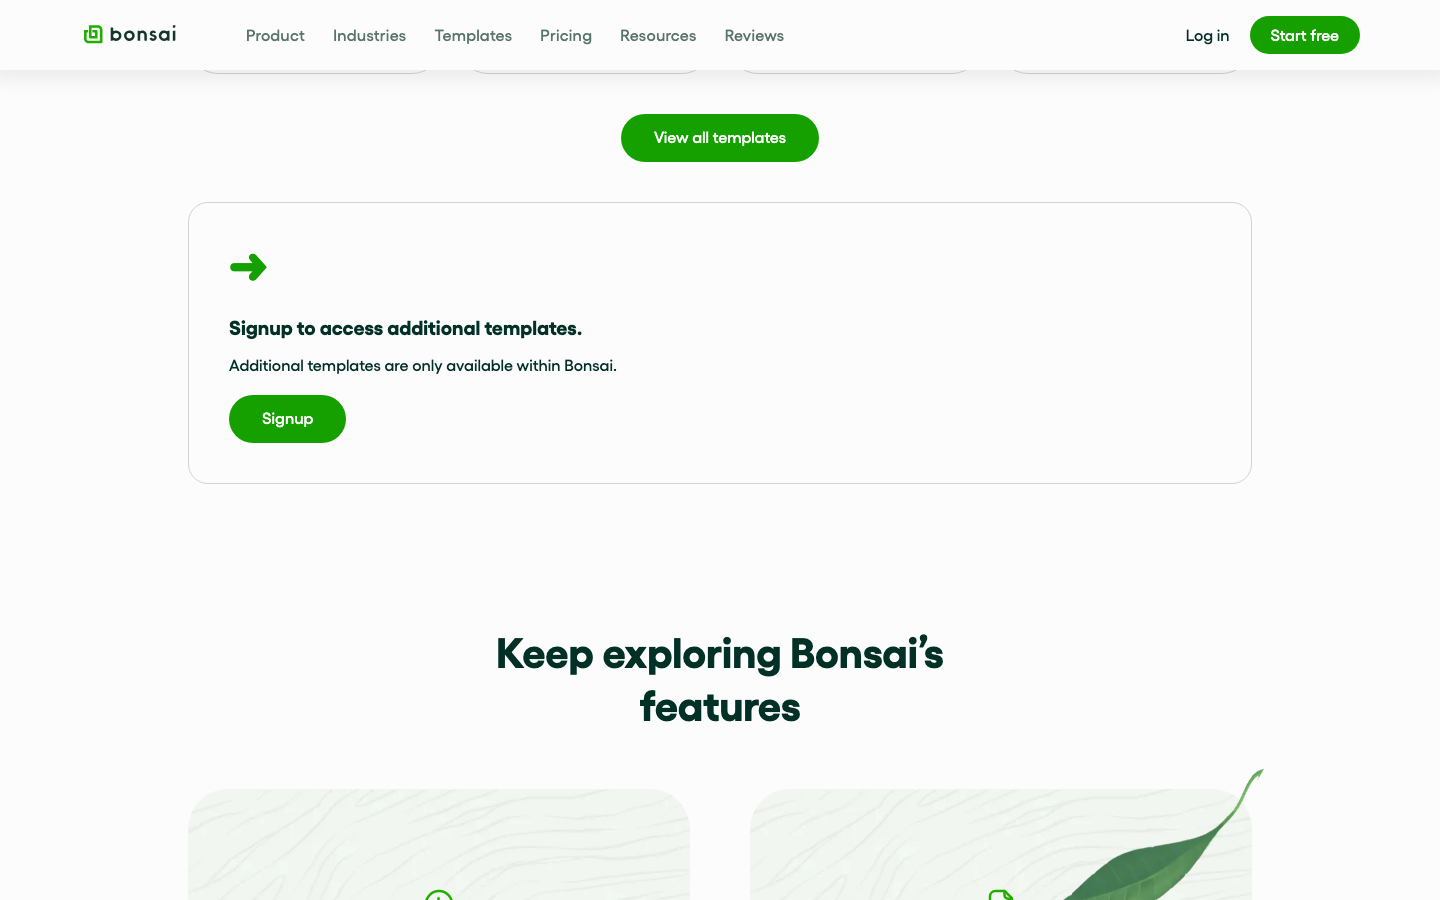 bonsai
Product Industries Templates Pricing Resources Reviews
Log in
Start free
View all templates
Signup to access additional templates.
Additional templates are only available within Bonsai.
Signup
Keep exploring Bonsai’s
features